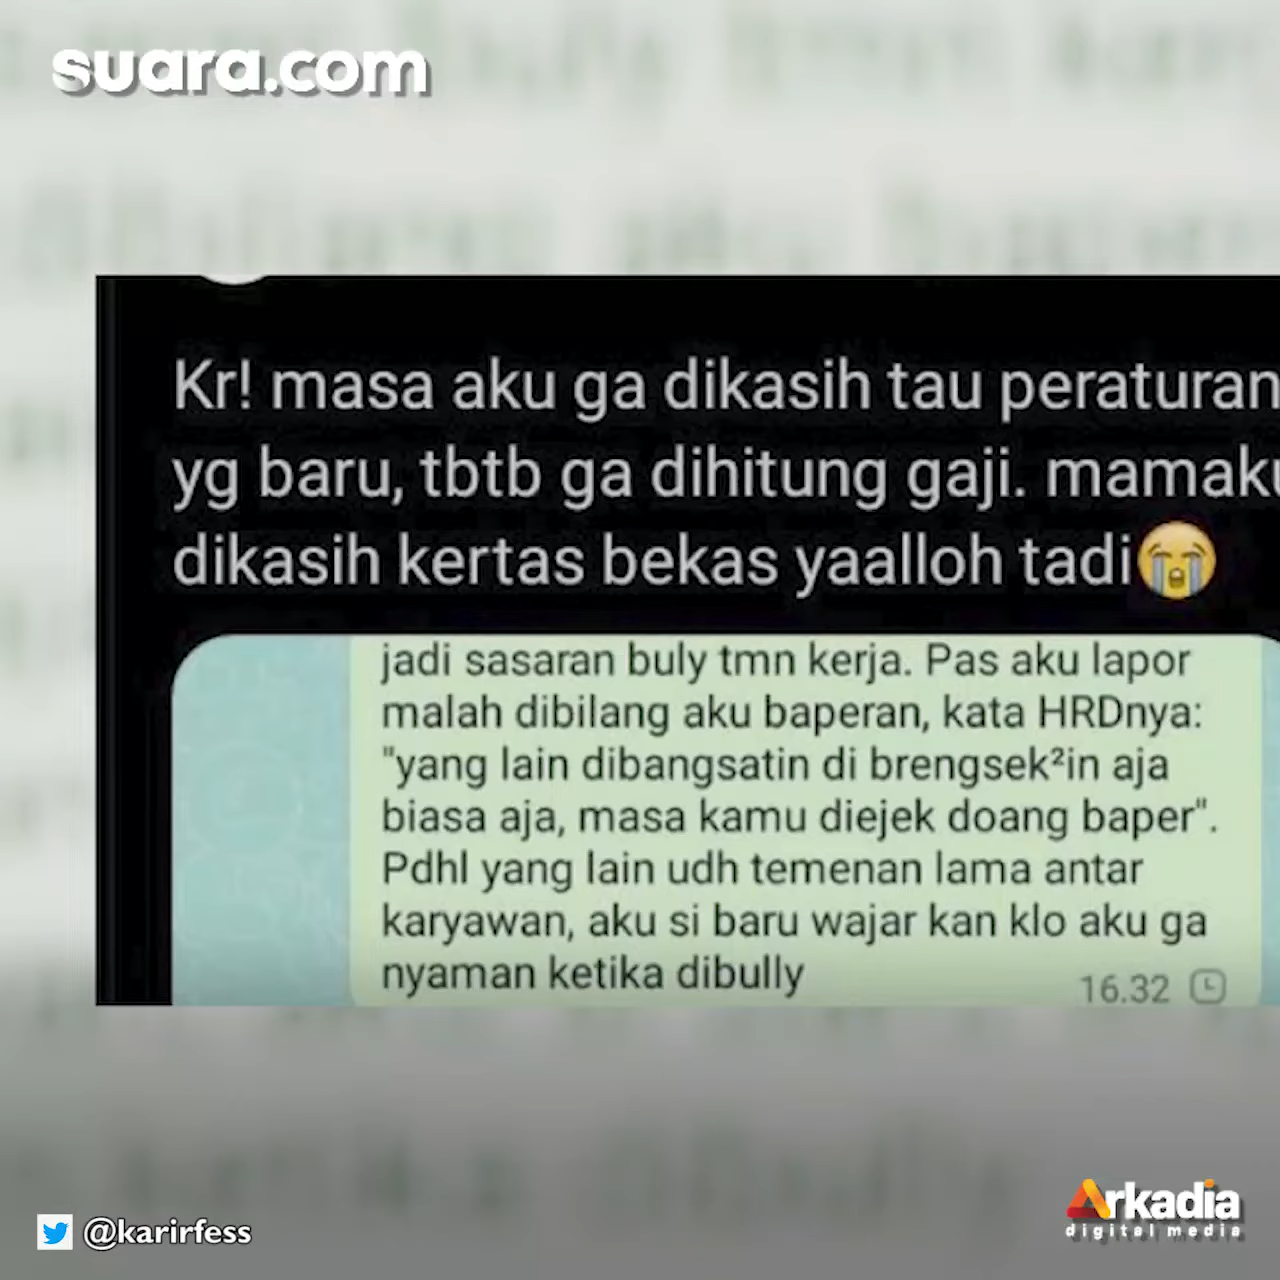 suara.com
Kr! masa aku ga dikasih tau peraturan
yg baru, tbtb ga dihitung gaji. mamaku
dikasih kertas bekas yaalloh tadi😭
jadi sasaran buly tmn kerja. Pas aku lapor
malah dibilang aku baperan, kata HRDnya:
"yang lain dibangsatin di brengsek²in aja
biasa aja, masa kamu diejek doang baper".
Pdhl yang lain udh temenan lama antar
karyawan, aku si baru wajar kan klo aku ga
nyaman ketika dibully
16.32
@karirfess
Arkadia
digital media